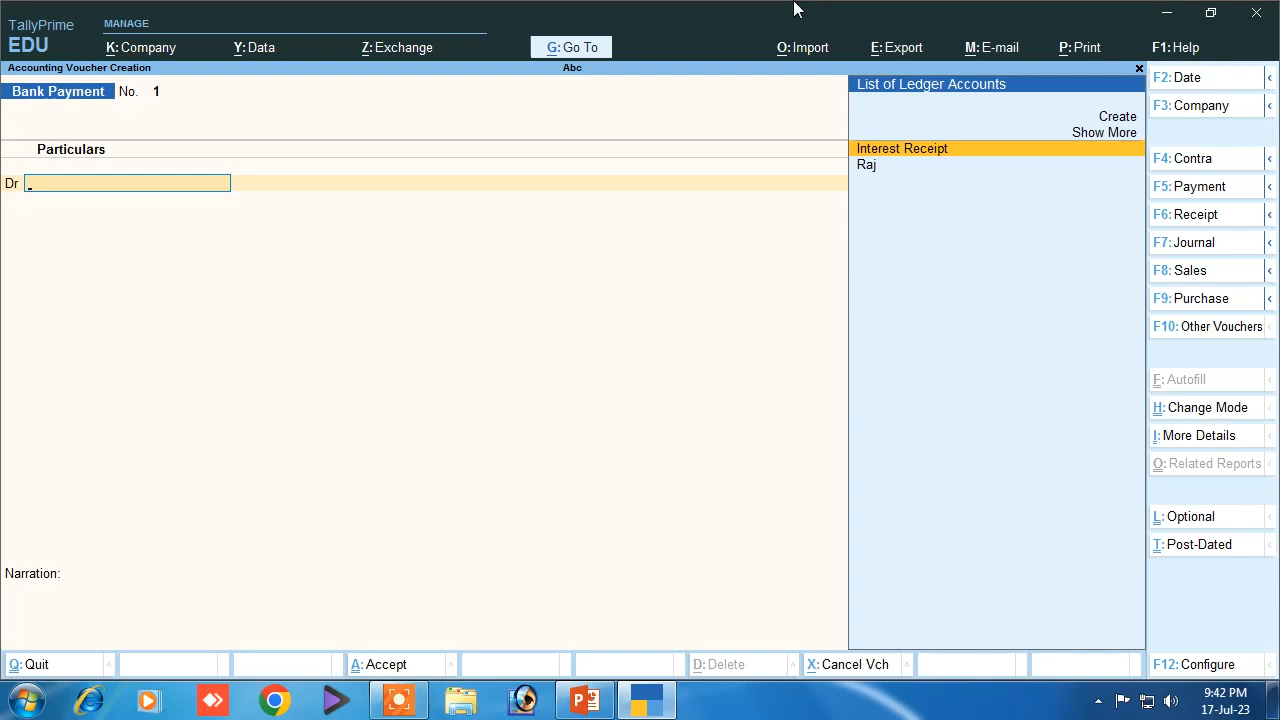 TallyPrime
EDU
MANAGE
K: Company
Y: Data
Z: Exchange
G: Go To
O: Import
E: Export
M: E-mail
P: Print
F1: Help
Accounting Voucher Creation
Abc
Bank Payment No. 1
Particulars
Dr
Narration:
List of Ledger Accounts
Create
Show More
Interest Receipt
Raj
F2: Date
F3: Company
F4: Contra
F5: Payment
F6: Receipt
F7: Journal
F8: Sales
F9: Purchase
F10: Other Vouchers
F: Autofill
H: Change Mode
I: More Details
O: Related Reports
L: Optional
T: Post-Dated
F12: Configure
Q: Quit
A: Accept
D: Delete
X: Cancel Vch
9:42 PM
17-Jul-23